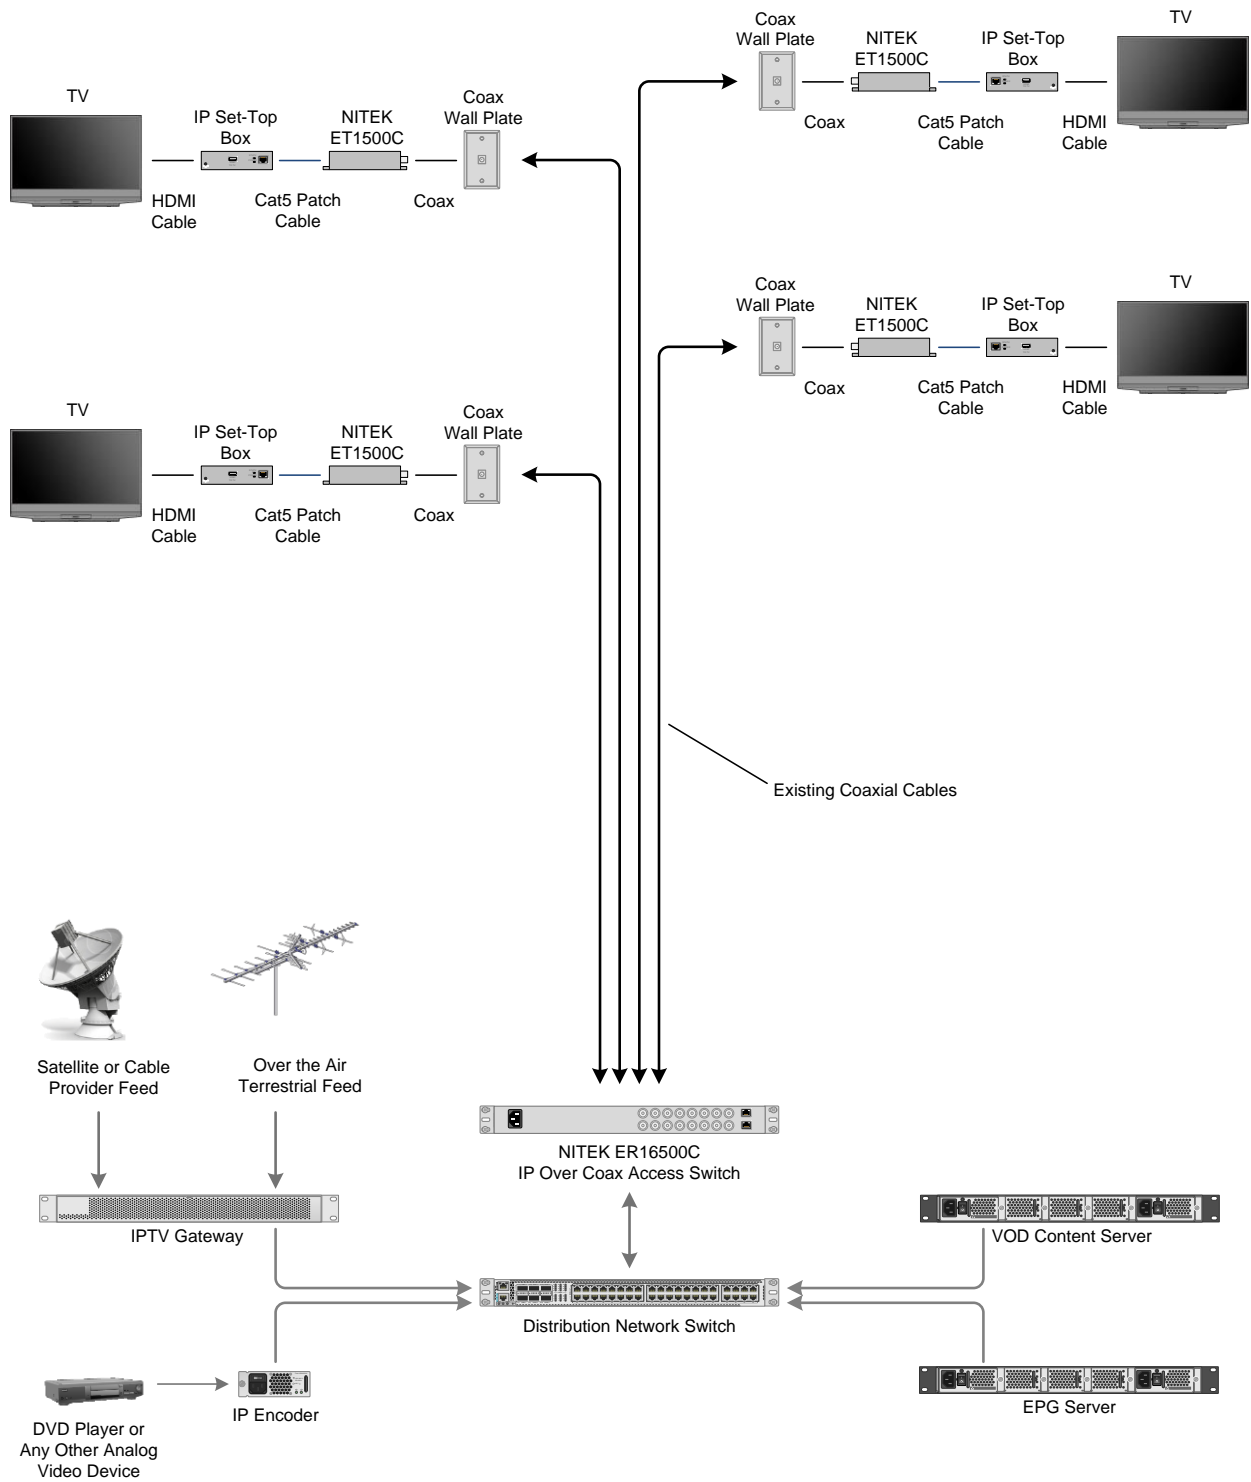 TV
IP Set-Top
Box
NITEK
ET1500C
Coax
Wall Plate
HDMI
Cable
Cat5 Patch
Cable
Coax
Coax
Wall Plate
NITEK
ET1500C
IP Set-Top
Box
TV
Coax
Cat5 Patch
Cable
HDMI
Cable
TV
IP Set-Top
Box
NITEK
ET1500C
Coax
Wall Plate
HDMI
Cable
Cat5 Patch
Cable
Coax
Coax
Wall Plate
NITEK
ET1500C
IP Set-Top
Box
TV
Coax
Cat5 Patch
Cable
HDMI
Cable
Existing Coaxial Cables
Satellite or Cable
Provider Feed
Over the Air
Terrestrial Feed
NITEK ER16500C
IP Over Coax Access Switch
IPTV Gateway
VOD Content Server
Distribution Network Switch
DVD Player or
Any Other Analog
Video Device
IP Encoder
EPG Server